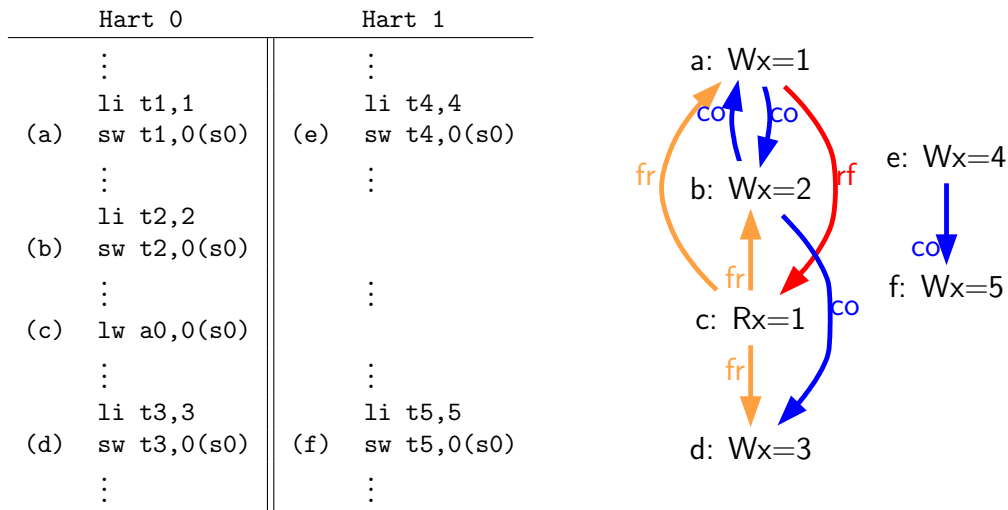 Hart 0 Hart 1
⋮ ⋮
li t1,1 li t4,4
(a) sw t1,0(s0) (e) sw t4,0(s0)
⋮ ⋮
li t2,2
(b) sw t2,0(s0)
⋮ ⋮
(c) lw a0,0(s0)
⋮ ⋮
li t3,3 li t5,5
(d) sw t3,0(s0) (f) sw t5,0(s0)
⋮ ⋮
a: Wx=1
co co
fr rf
b: Wx=2
fr
c: Rx=1
co
fr
d: Wx=3
e: Wx=4
co
f: Wx=5